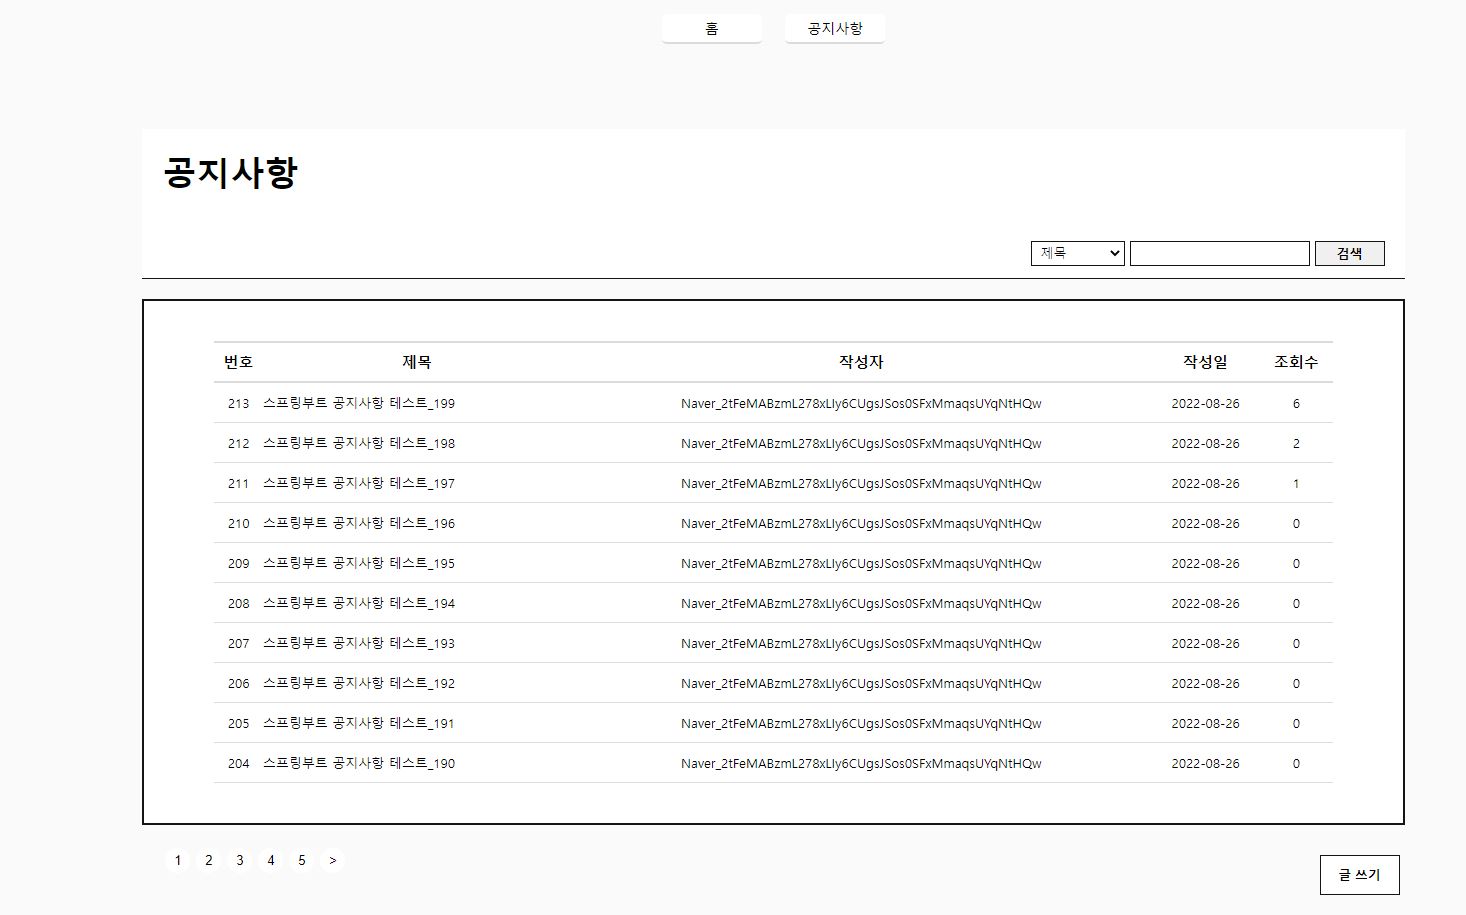 홈 공지사항
공지사항
제목 검색
번호 제목 작성자 작성일 조회수
213 스프링부트 공지사항 테스트_199 Naver_2tFeMABzmL278xLIy6CUgsJSos0SFxMmaqsUYqNtHQw 2022-08-26 6
212 스프링부트 공지사항 테스트_198 Naver_2tFeMABzmL278xLIy6CUgsJSos0SFxMmaqsUYqNtHQw 2022-08-26 2
211 스프링부트 공지사항 테스트_197 Naver_2tFeMABzmL278xLIy6CUgsJSos0SFxMmaqsUYqNtHQw 2022-08-26 1
210 스프링부트 공지사항 테스트_196 Naver_2tFeMABzmL278xLIy6CUgsJSos0SFxMmaqsUYqNtHQw 2022-08-26 0
209 스프링부트 공지사항 테스트_195 Naver_2tFeMABzmL278xLIy6CUgsJSos0SFxMmaqsUYqNtHQw 2022-08-26 0
208 스프링부트 공지사항 테스트_194 Naver_2tFeMABzmL278xLIy6CUgsJSos0SFxMmaqsUYqNtHQw 2022-08-26 0
207 스프링부트 공지사항 테스트_193 Naver_2tFeMABzmL278xLIy6CUgsJSos0SFxMmaqsUYqNtHQw 2022-08-26 0
206 스프링부트 공지사항 테스트_192 Naver_2tFeMABzmL278xLIy6CUgsJSos0SFxMmaqsUYqNtHQw 2022-08-26 0
205 스프링부트 공지사항 테스트_191 Naver_2tFeMABzmL278xLIy6CUgsJSos0SFxMmaqsUYqNtHQw 2022-08-26 0
204 스프링부트 공지사항 테스트_190 Naver_2tFeMABzmL278xLIy6CUgsJSos0SFxMmaqsUYqNtHQw 2022-08-26 0
1 2 3 4 5 >
글 쓰기